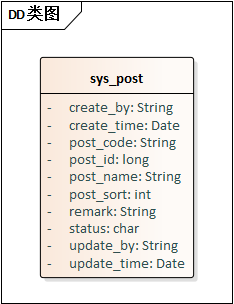 DD类图
sys_post
- create_by: String
- create_time: Date
- post_code: String
- post_id: long
- post_name: String
- post_sort: int
- remark: String
- status: char
- update_by: String
- update_time: Date